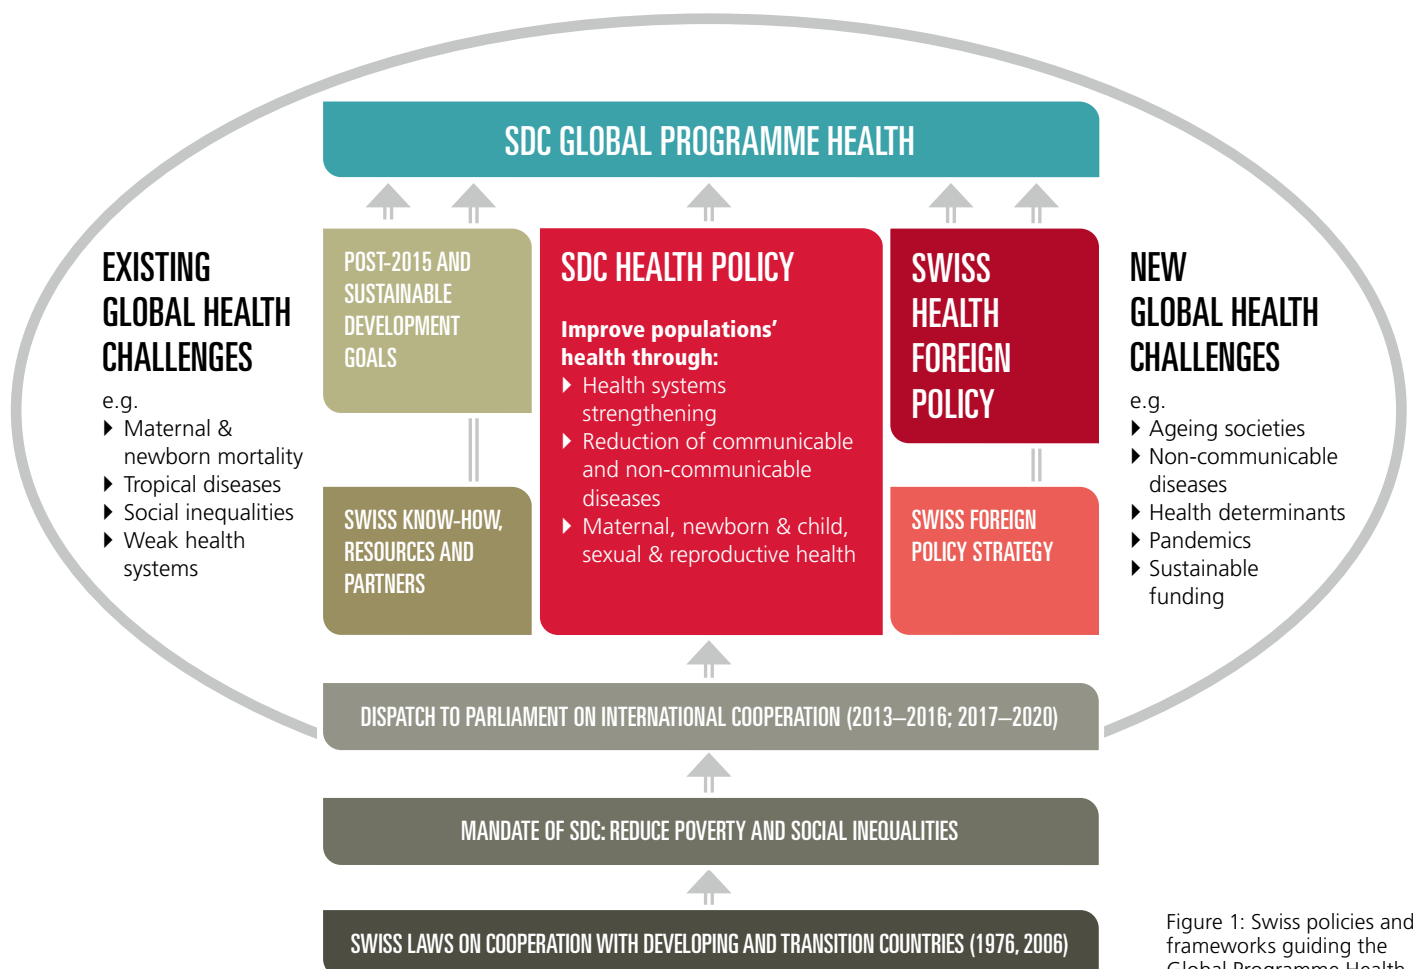 SDC GLOBAL PROGRAMME HEALTH
EXISTING
GLOBAL HEALTH
CHALLENGES
e.g.
Maternal &
newborn mortality
Tropical diseases
Social inequalities
Weak health
systems
POST-2015 AND
SUSTAINABLE
DEVELOPMENT
GOALS
SWISS KNOW-HOW,
RESOURCES AND
PARTNERS
SDC HEALTH POLICY
Improve populations’
health through:
Health systems
strengthening
Reduction of communicable
and non-communicable
diseases
Maternal, newborn & child,
sexual & reproductive health
SWISS
HEALTH
FOREIGN
POLICY
SWISS FOREIGN
POLICY STRATEGY
NEW
GLOBAL HEALTH
CHALLENGES
e.g.
Ageing societies
Non-communicable
diseases
Health determinants
Pandemics
Sustainable
funding
DISPATCH TO PARLIAMENT ON INTERNATIONAL COOPERATION (2013–2016; 2017–2020)
MANDATE OF SDC: REDUCE POVERTY AND SOCIAL INEQUALITIES
SWISS LAWS ON COOPERATION WITH DEVELOPING AND TRANSITION COUNTRIES (1976, 2006)
Figure 1: Swiss policies and
frameworks guiding the
Global Programme Health